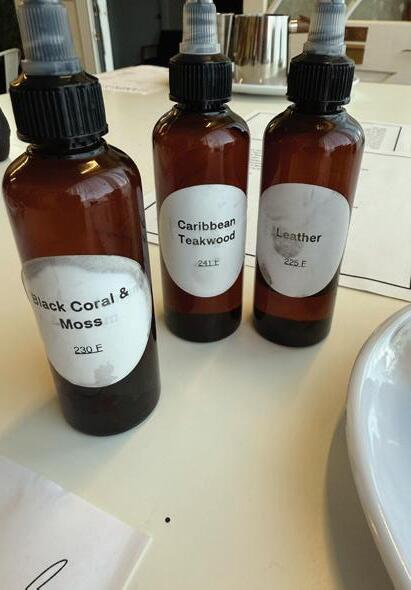 Black Coral &
Moss
230 F
Caribbean
Teakwood
241 F
Leather
225 F